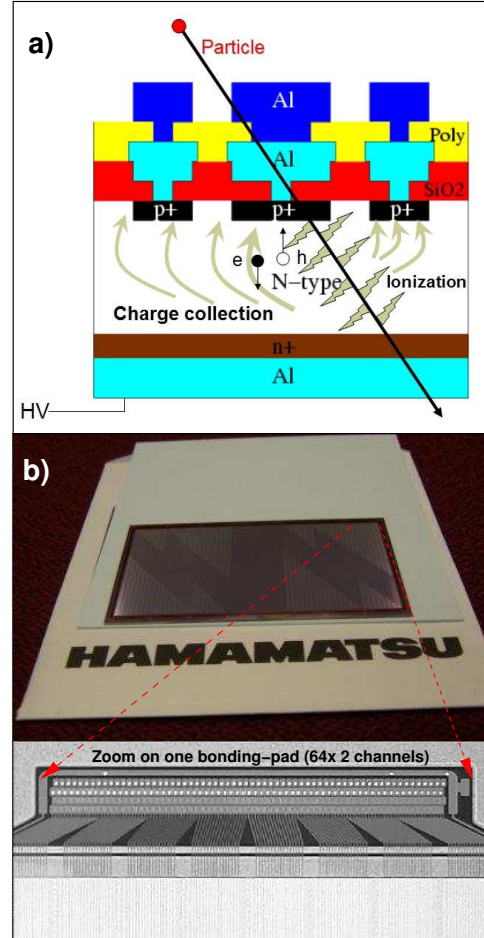 a)
Particle
Al
Poly
Al
SiO2
p+ p+ p+
e h
N-type
Ionization
Charge collection
n+
Al
HV
b)
HAMAMATSU
Zoom on one bonding-pad (64x 2 channels)